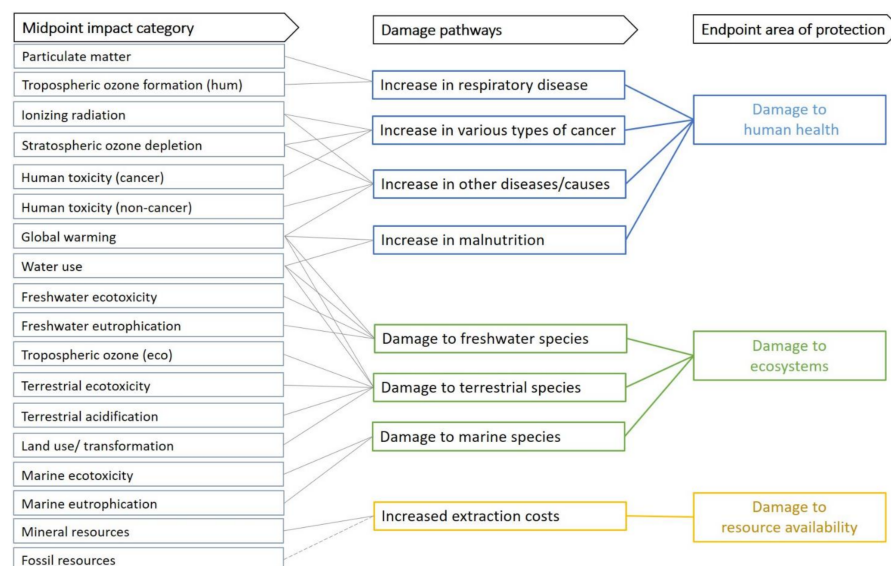 Midpoint impact category
Particulate matter
Tropospheric ozone formation (hum)
Ionizing radiation
Stratospheric ozone depletion
Human toxicity (cancer)
Human toxicity (non-cancer)
Global warming
Water use
Freshwater ecotoxicity
Freshwater eutrophication
Tropospheric ozone (eco)
Terrestrial ecotoxicity
Terrestrial acidification
Land use/ transformation
Marine ecotoxicity
Marine eutrophication
Mineral resources
Fossil resources
Damage pathways
Increase in respiratory disease
Increase in various types of cancer
Increase in other diseases/causes
Increase in malnutrition
Damage to freshwater species
Damage to terrestrial species
Damage to marine species
Increased extraction costs
Endpoint area of protection
Damage to
human health
Damage to
ecosystems
Damage to
resource availability